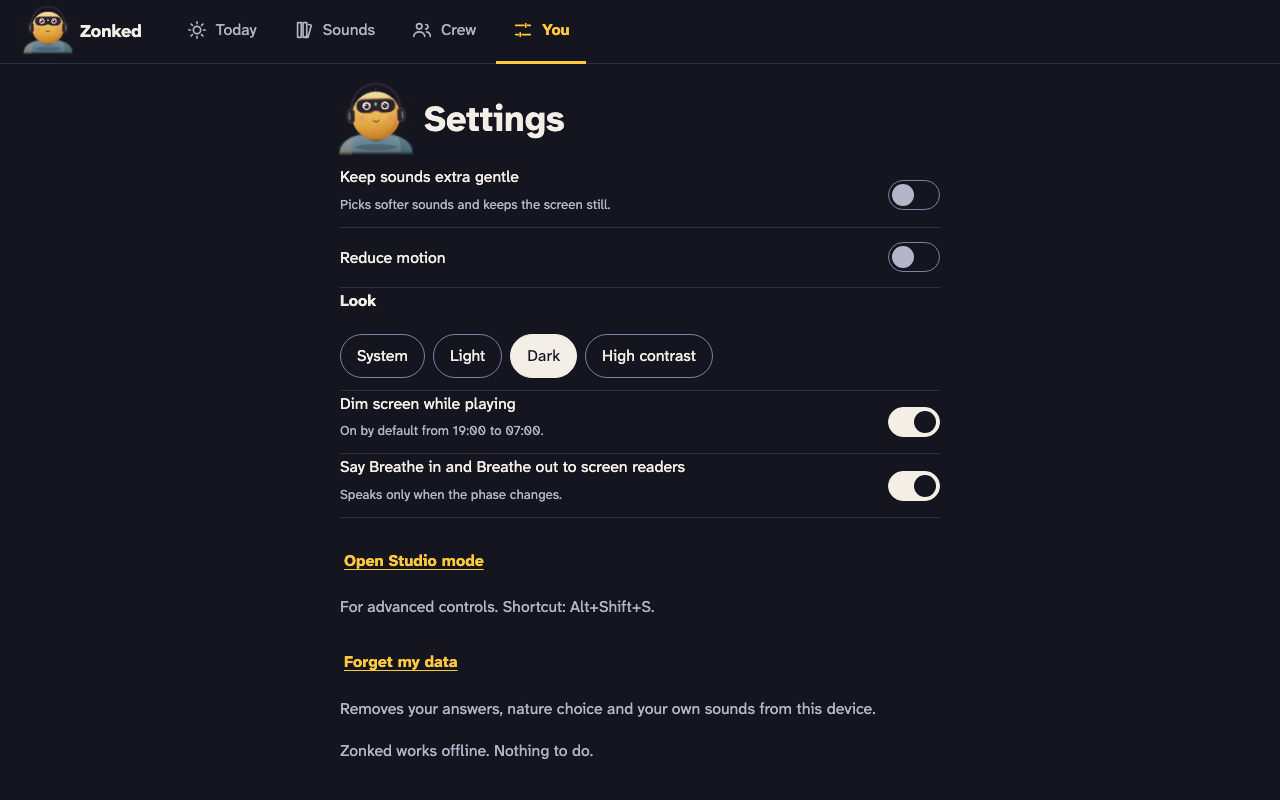 Zonked
Today
Sounds
Crew
You
Settings
Keep sounds extra gentle
Picks softer sounds and keeps the screen still.
Reduce motion
Look
System
Light
Dark
High contrast
Dim screen while playing
On by default from 19:00 to 07:00.
Say Breathe in and Breathe out to screen readers
Speaks only when the phase changes.
Open Studio mode
For advanced controls. Shortcut: Alt+Shift+S.
Forget my data
Removes your answers, nature choice and your own sounds from this device.
Zonked works offline. Nothing to do.